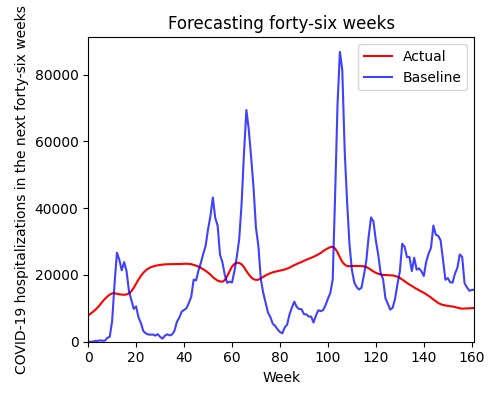 Forecasting forty-six weeks
COVID-19 hospitalizations in the next forty-six weeks
80000
60000
40000
20000
0
Actual
Baseline
0 20 40 60 80 100 120 140 160
Week